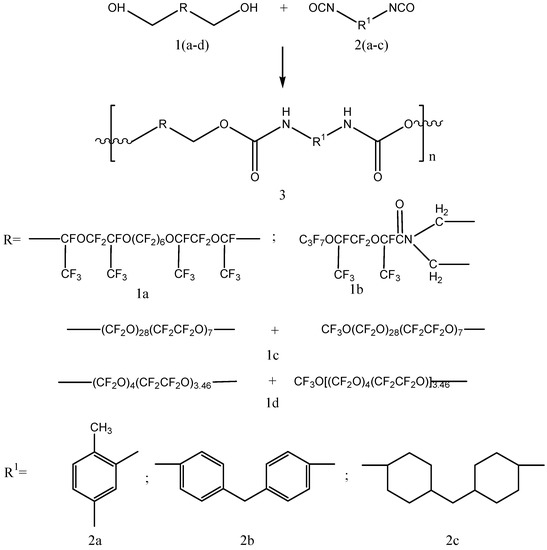 OH R OH + OCN R¹ NCO
1(a-d) 2(a-c)
R O C O H N R¹ H N C O O n
3
R= CFOCF₂CFO(CF₂)₆OCFCF₂OCF ; C₃F₇OCFCF₂OCFCN O H₂ C C H₂
CF₃ CF₃ CF₃ CF₃ CF₃ CF₃
1a 1b
(CF₂O)₂₈(CF₂CF₂O)₇ + CF₃O(CF₂O)₂₈(CF₂CF₂O)₇
1c
(CF₂O)₄(CF₂CF₂O)₃.₄₆ + CF₃O[(CF₂O)₄(CF₂CF₂O)]₃.₄₆
1d
R¹= CH₃ ; ;
2a 2b 2c